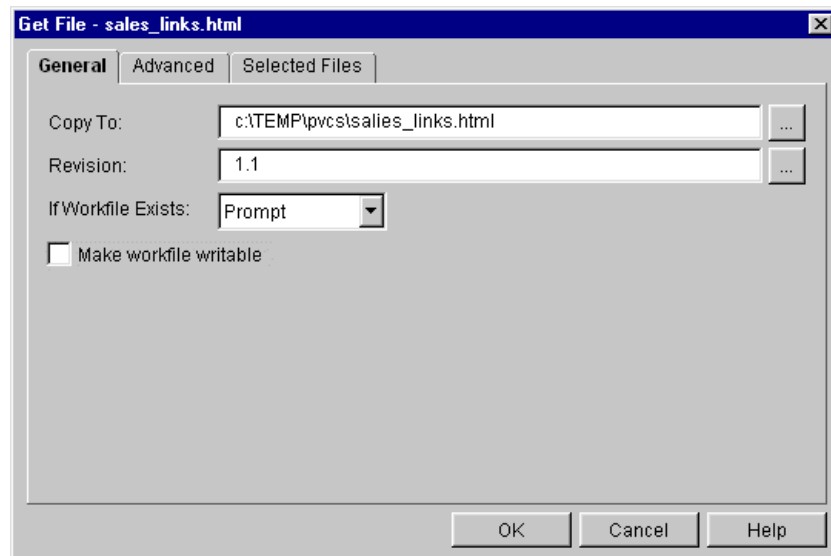 Get File - sales_links.html
General Advanced Selected Files
Copy To: c:\TEMP\pvcs\salies_links.html ...
Revision: 1.1 ...
If Workfile Exists: Prompt
Make workfile writable
OK Cancel Help